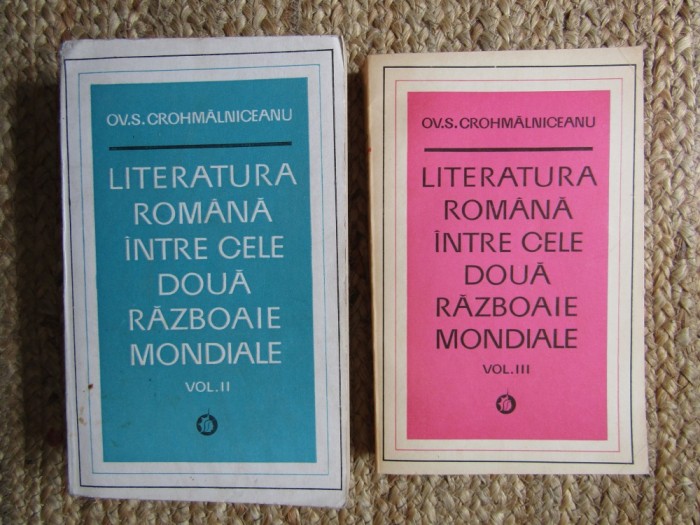 OV.S. CROHMĂLNICEANU
LITERATURA
ROMÂNĂ
ÎNTRE CELE
DOUĂ
RĂZBOAIE
MONDIALE
VOL. II
OV.S. CROHMĂLNICEANU
LITERATURA
ROMÂNĂ
ÎNTRE CELE
DOUĂ
RĂZBOAIE
MONDIALE
VOL. III